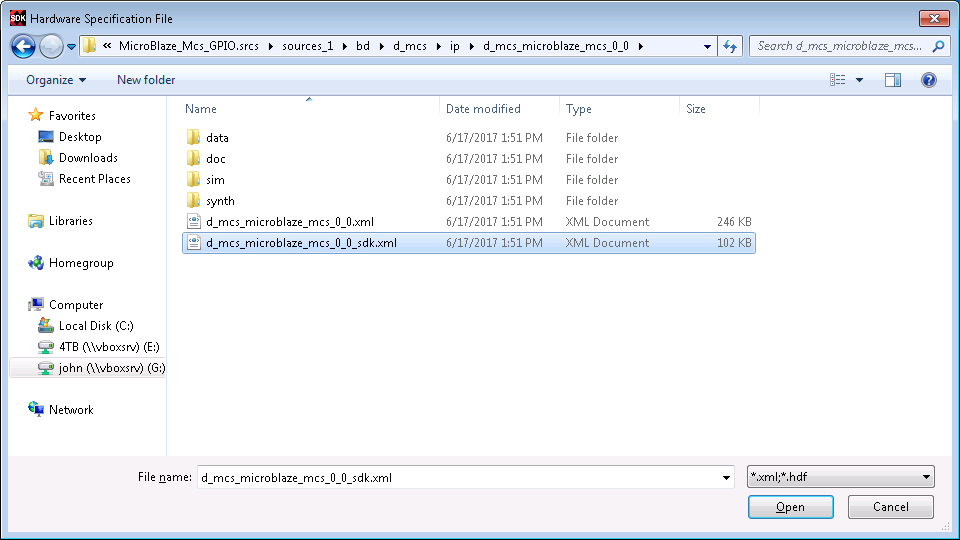 SDK Hardware Specification File
« MicroBlaze_Mcs_GPIO.srcs sources_1 bd d_mcs ip d_mcs_microblaze_mcs_0_0 Search d_mcs_microblaze_mcs...
Organize New folder ?
Name Date modified Type Size
Favorites
Desktop
Downloads
Recent Places
Libraries
Homegroup
Computer
Local Disk (C:)
4TB (\\vboxsrv) (E:)
john (\\vboxsrv) (G:)
Network
data 6/17/2017 1:51 PM File folder
doc 6/17/2017 1:51 PM File folder
sim 6/17/2017 1:51 PM File folder
synth 6/17/2017 1:51 PM File folder
d_mcs_microblaze_mcs_0_0.xml 6/17/2017 1:51 PM XML Document 246 KB
d_mcs_microblaze_mcs_0_0_sdk.xml 6/17/2017 1:51 PM XML Document 102 KB
File name: d_mcs_microblaze_mcs_0_0_sdk.xml *.xml;*.hdf
Open Cancel